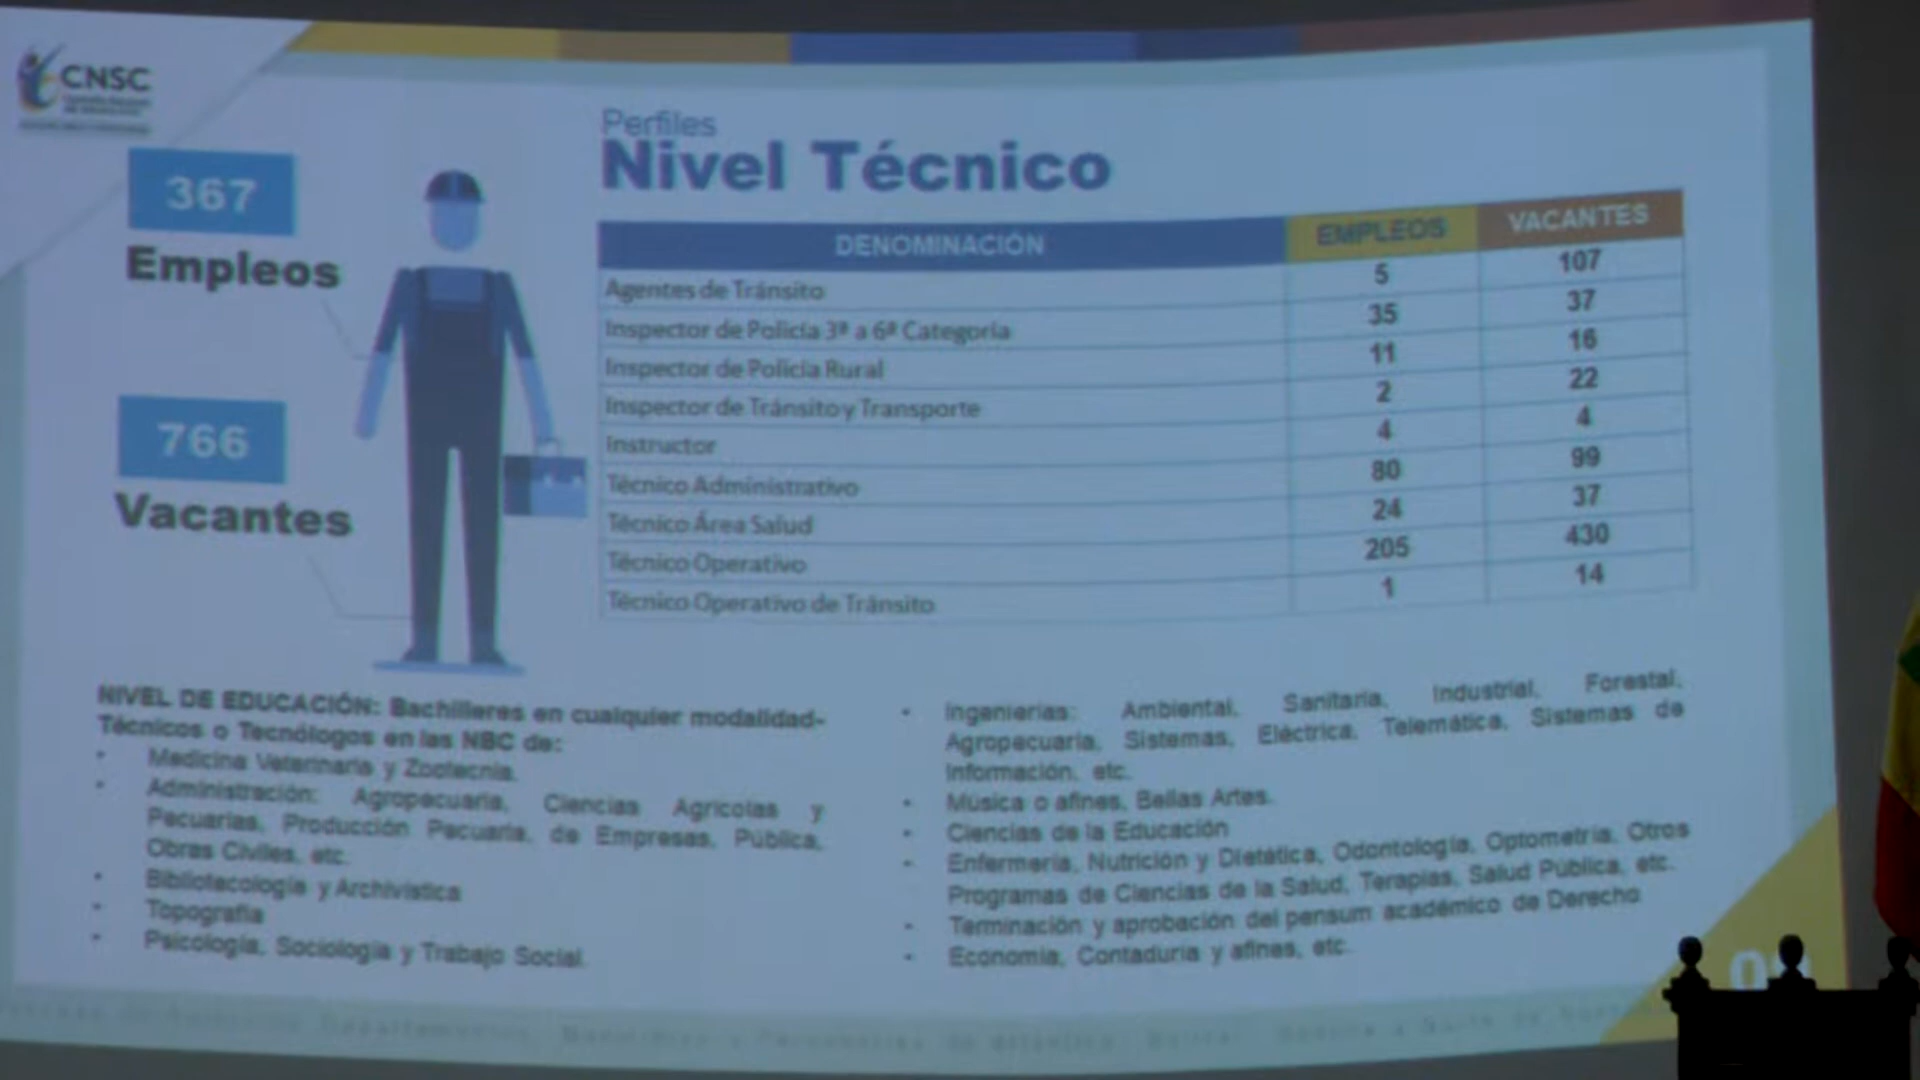 CNSC
367
Empleos
766
Vacantes
Perfiles
Nivel Técnico
DENOMINACIÓN EMPLEOS VACANTES
Agentes de Tránsito 5 107
Inspector de Policía 3ª a 6ª Categoría 35 37
Inspector de Policía Rural 11 16
Inspector de Tránsito y Transporte 2 22
Instructor 4 4
Técnico Administrativo 80 99
Técnico Área Salud 24 37
Técnico Operativo 205 430
Técnico Operativo de Tránsito 1 14
NIVEL DE EDUCACIÓN: Bachilleres en cualquier modalidad-
Técnicos o Tecnólogos en las NBC de:
• Medicina Veterinaria y Zootecnia.
• Administración: Agropecuaria, Ciencias Agrícolas y
Pecuarias, Producción Pecuaria, de Empresas, Pública,
Obras Civiles, etc.
• Bibliotecología y Archivística
• Topografía
• Psicología, Sociología y Trabajo Social.
• Ingenierías: Ambiental, Sanitaria, Industrial, Forestal,
Agropecuaria, Sistemas, Eléctrica, Telemática, Sistemas de
Información, etc.
• Música o afines, Bellas Artes.
• Ciencias de la Educación
• Enfermería, Nutrición y Dietética, Odontología, Optometría, Otros
Programas de Ciencias de la Salud, Terapias, Salud Pública, etc.
• Terminación y aprobación del pensum académico de Derecho
• Economía, Contaduría y afines, etc.